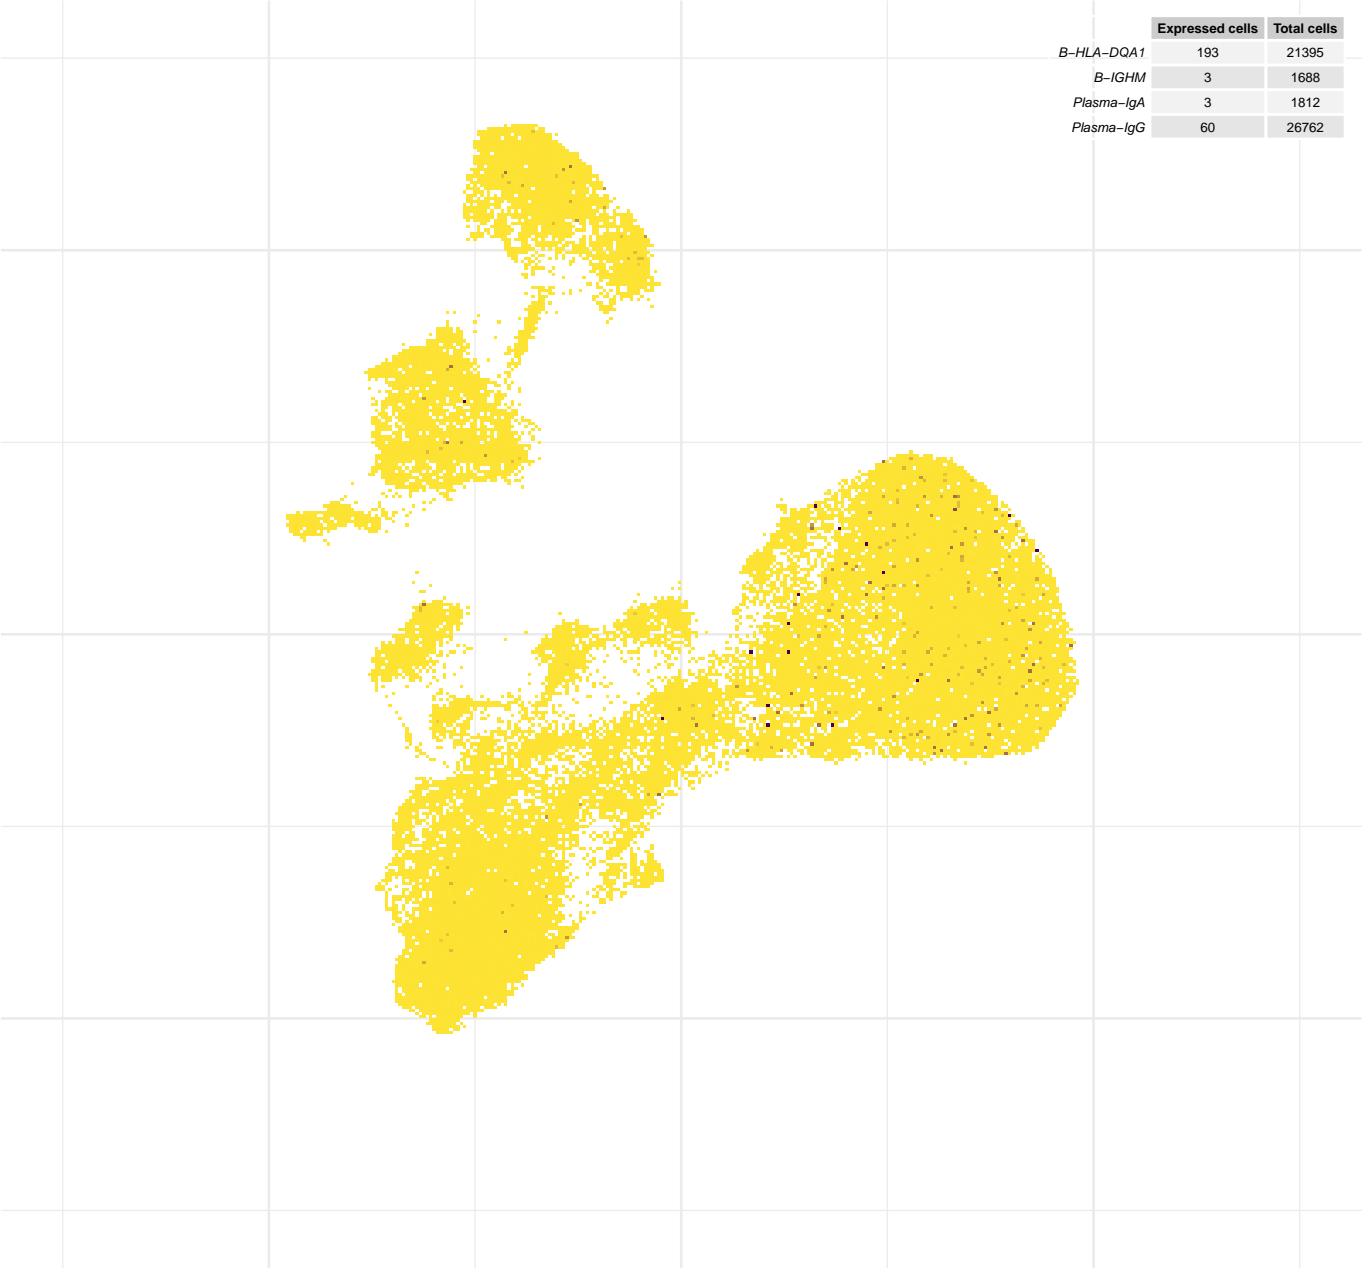 Expressed cells Total cells
B−HLA−DQA1 193 21395
B−IGHM 3 1688
Plasma−IgA 3 1812
Plasma−IgG 60 26762